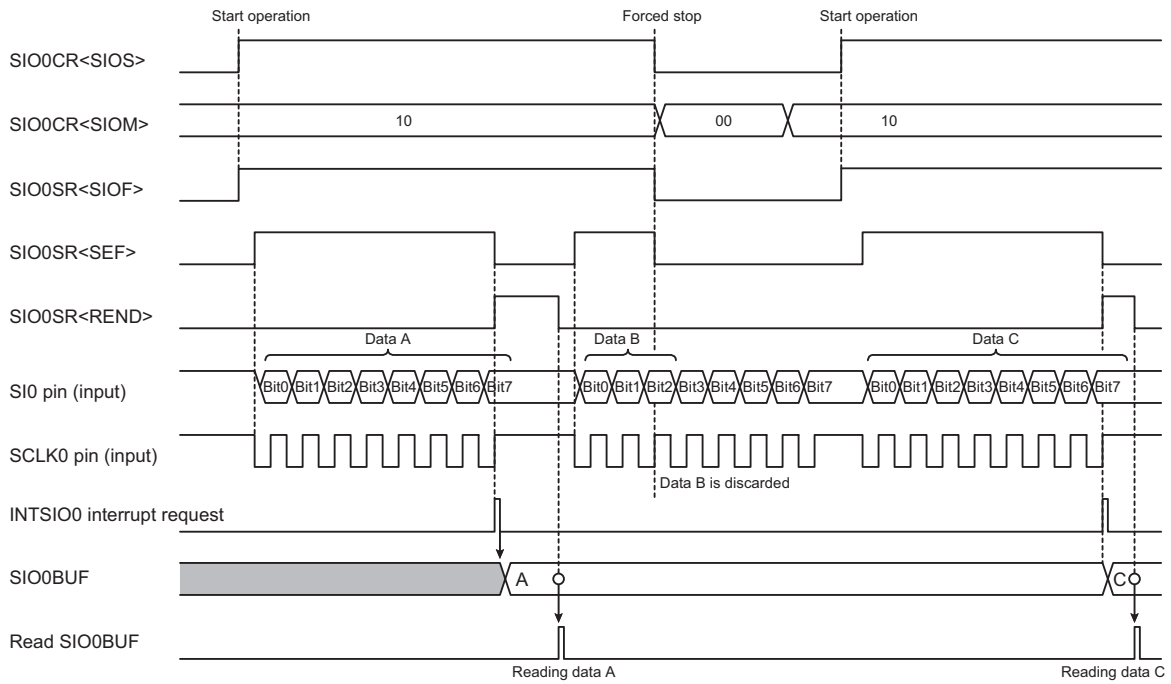 Start operation Forced stop Start operation
SIO0CR<SIOS>
SIO0CR<SIOM> 10 00 10
SIO0SR<SIOF>
SIO0SR<SEF>
SIO0SR<REND>
Data A Data B Data C
SI0 pin (input) Bit0 Bit1 Bit2 Bit3 Bit4 Bit5 Bit6 Bit7 Bit0 Bit1 Bit2 Bit3 Bit4 Bit5 Bit6 Bit7 Bit0 Bit1 Bit2 Bit3 Bit4 Bit5 Bit6 Bit7
SCLK0 pin (input)
Data B is discarded
INTSIO0 interrupt request
SIO0BUF A C
Read SIO0BUF
Reading data A Reading data C